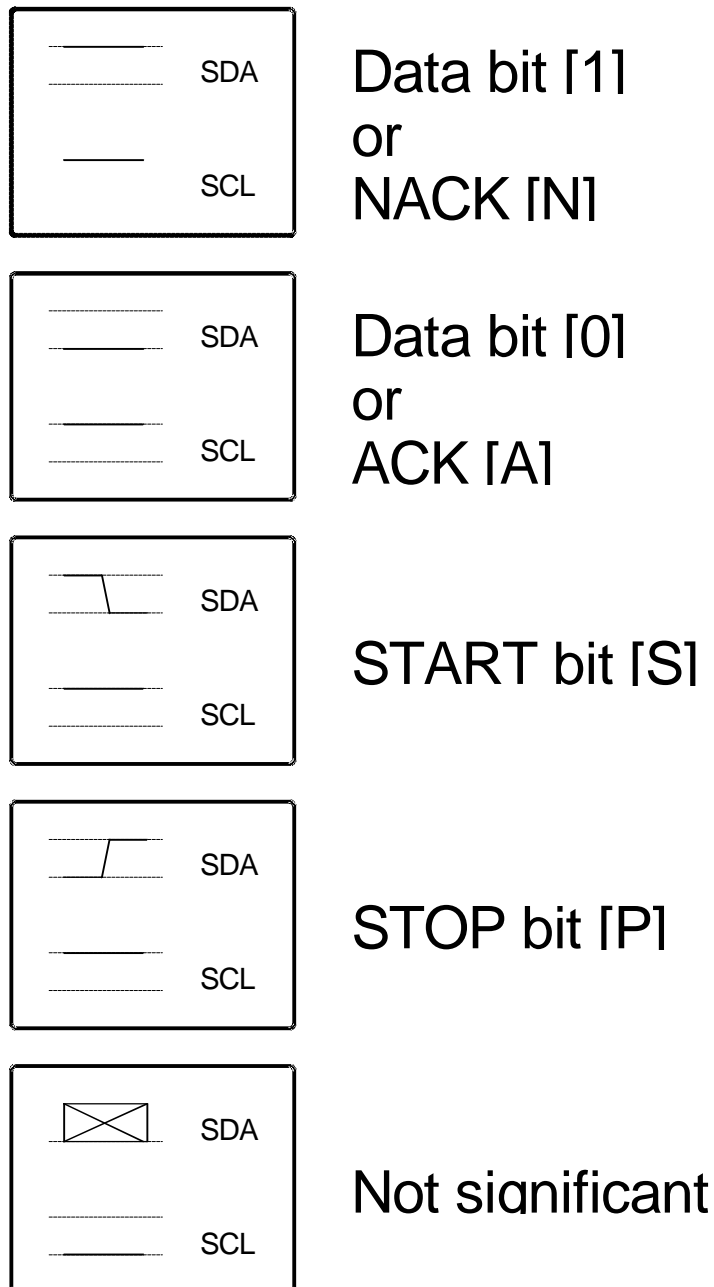 SDA
SCL
Data bit [1]
or
NACK [N]
SDA
SCL
Data bit [0]
or
ACK [A]
SDA
SCL
START bit [S]
SDA
SCL
STOP bit [P]
SDA
SCL
Not significant